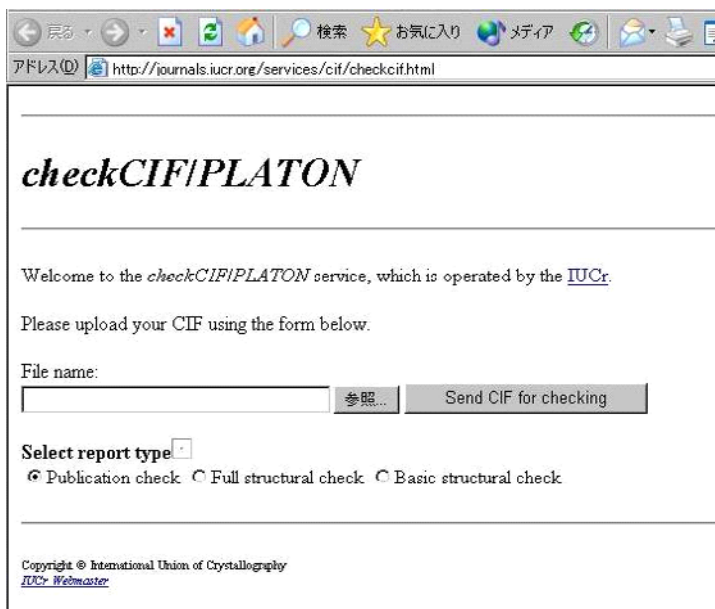 戻る 検索 お気に入り メディア
アドレス(D) http://journals.iucr.org/services/cif/checkcif.html
checkCIF/PLATON
Welcome to the checkCIF/PLATON service, which is operated by the IUCr.
Please upload your CIF using the form below.
File name:
参照... Send CIF for checking
Select report type
Publication check Full structural check Basic structural check
Copyright © International Union of Crystallography
IUCr Webmaster